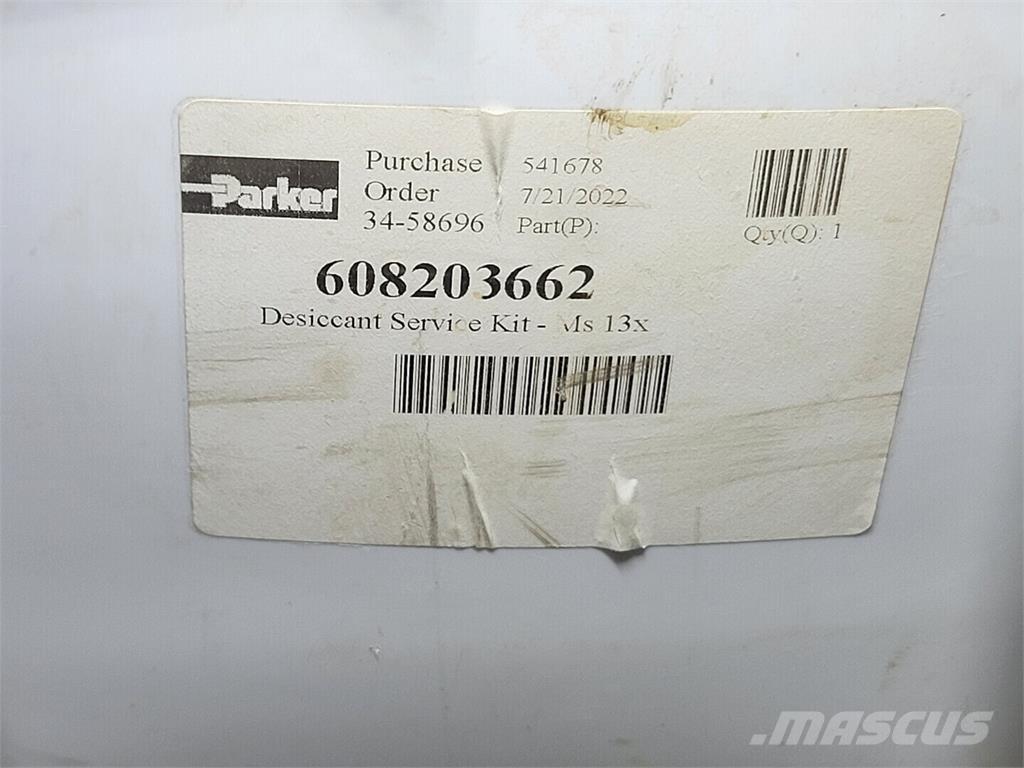 Parker
Purchase 541678
Order 7/21/2022
34-58696 Part(P):
Qty(Q): 1
608203662
Desiccant Service Kit - Ms 13x
MASCUS